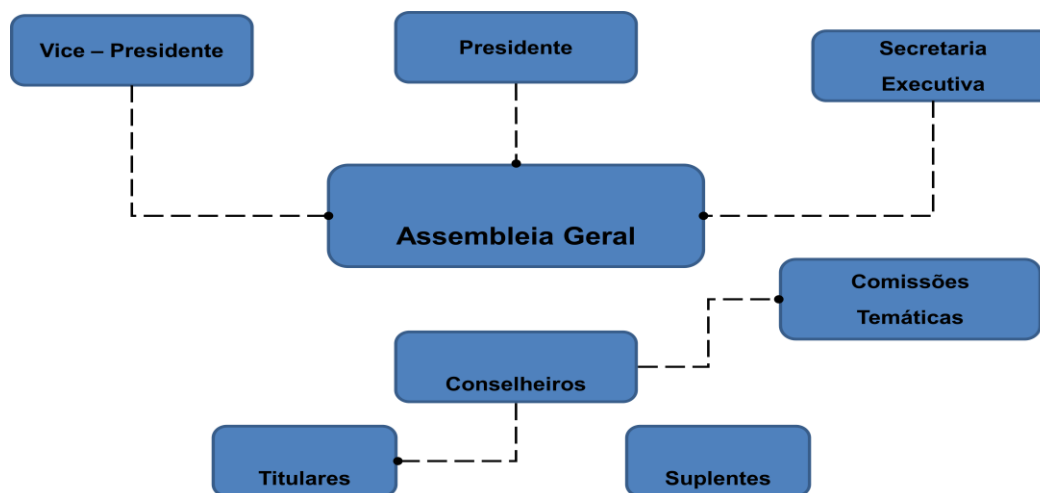 Vice – Presidente
Presidente
Secretaria
Executiva
Assembleia Geral
Comissões
Temáticas
Conselheiros
Titulares
Suplentes